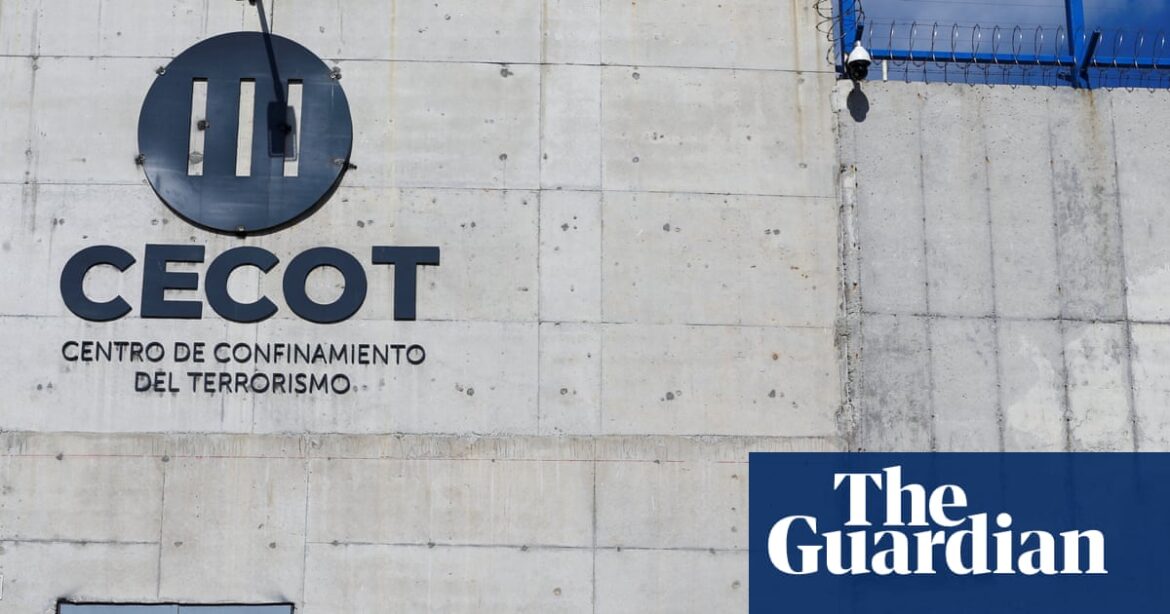 CECOT
CENTRO DE CONFINAMIENTO
DEL TERRORISMO
The
Guardian